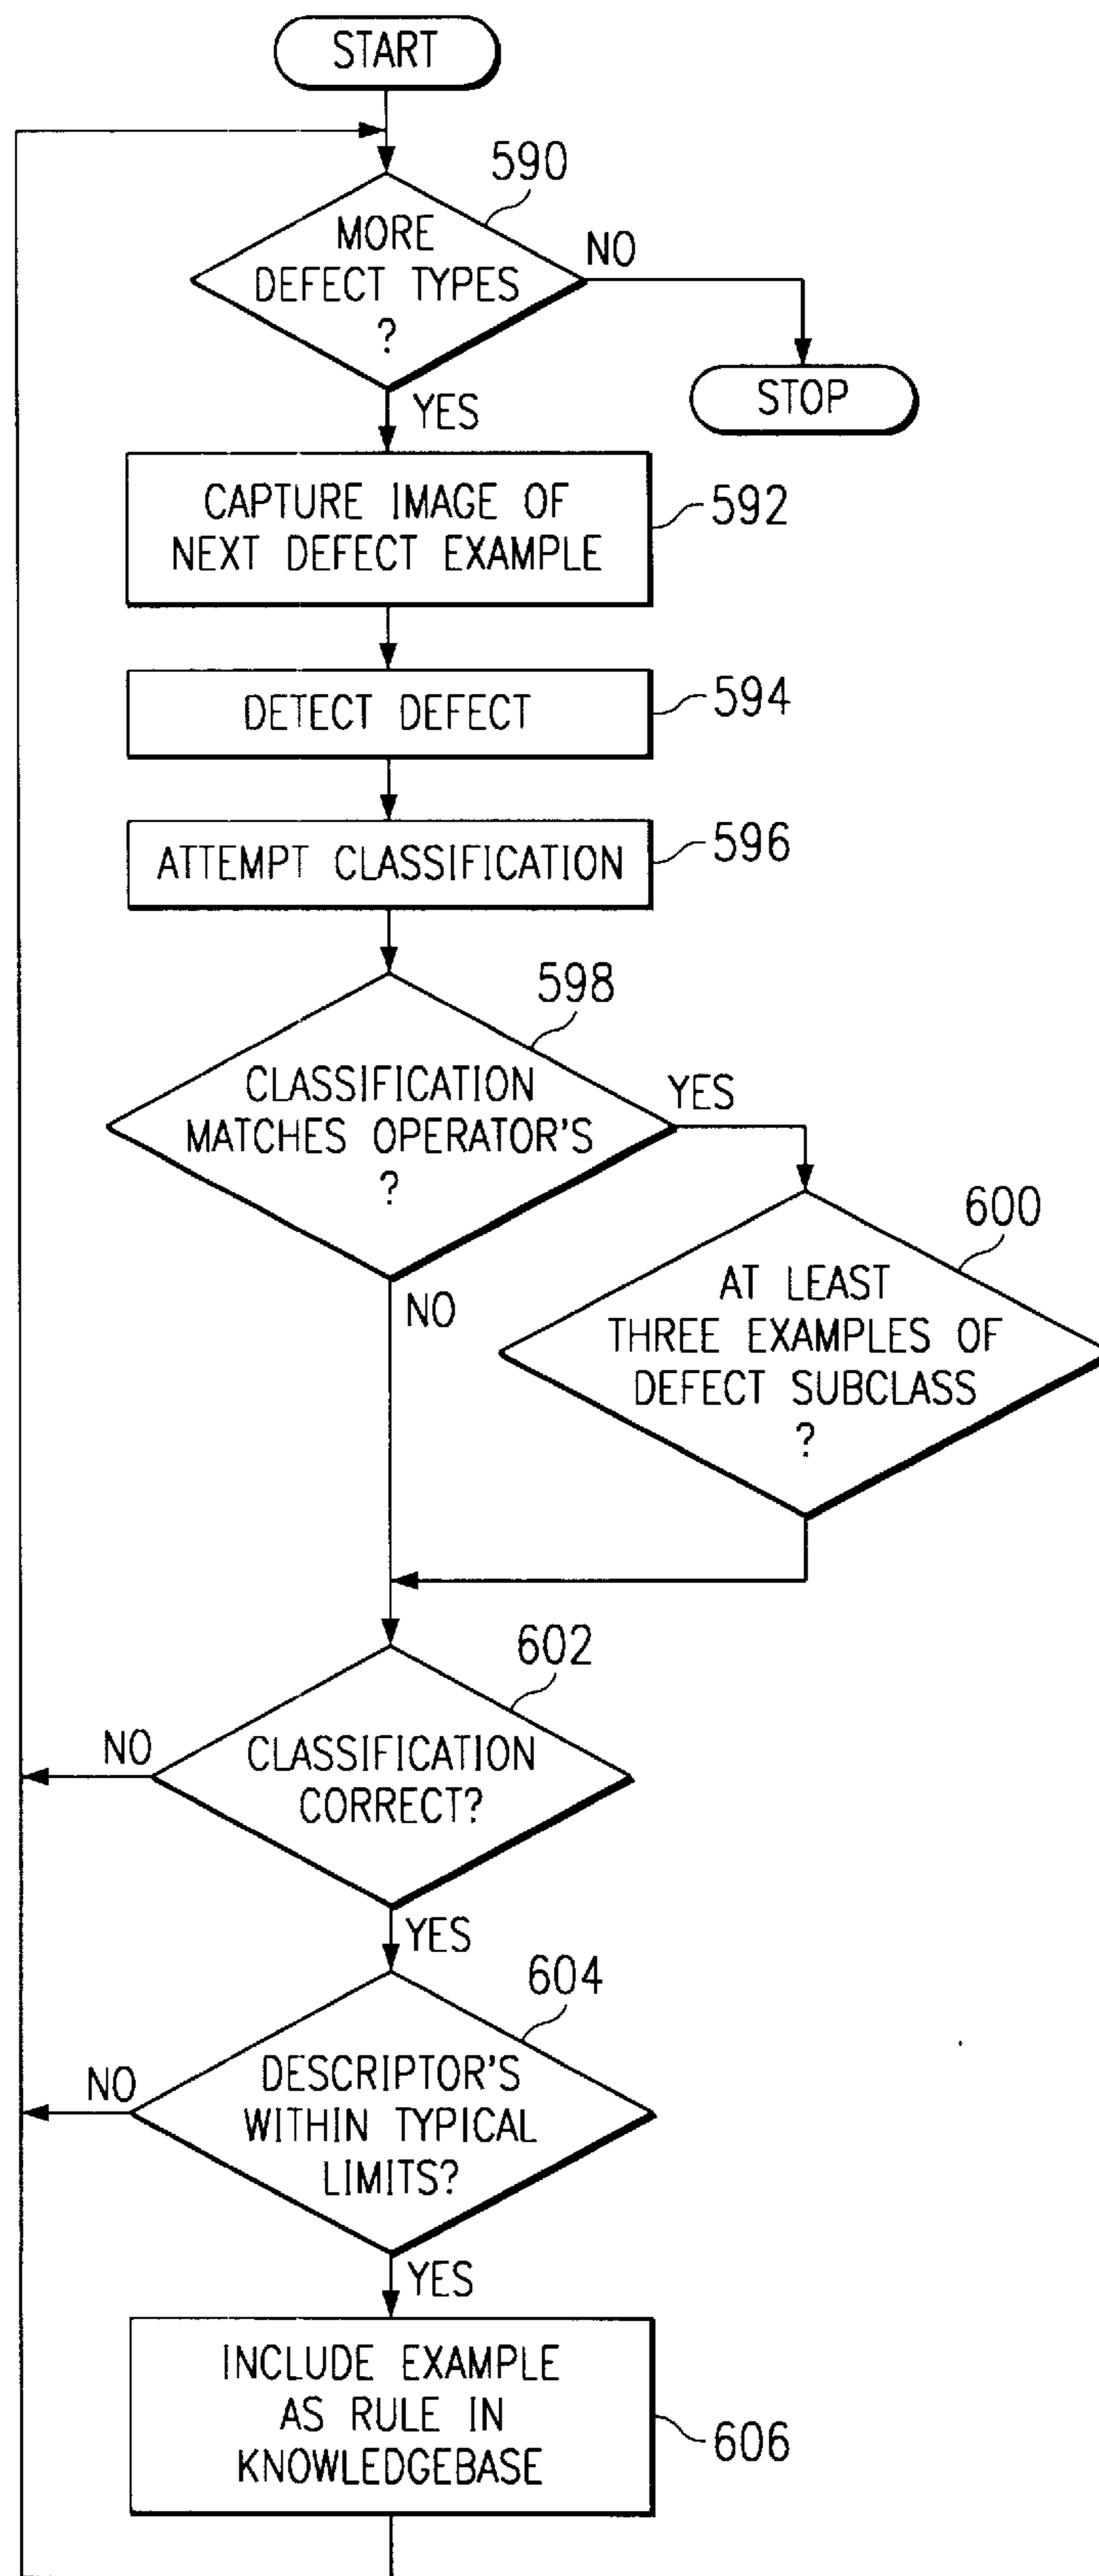 START
590
MORE
DEFECT TYPES
?
NO
STOP
YES
CAPTURE IMAGE OF
NEXT DEFECT EXAMPLE
592
DETECT DEFECT
594
ATTEMPT CLASSIFICATION
596
598
CLASSIFICATION
MATCHES OPERATOR'S
?
YES
600
AT LEAST
THREE EXAMPLES OF
DEFECT SUBCLASS
?
NO
602
CLASSIFICATION
CORRECT?
NO
YES
604
DESCRIPTOR'S
WITHIN TYPICAL
LIMITS?
NO
YES
INCLUDE EXAMPLE
AS RULE IN
KNOWLEDGEBASE
606